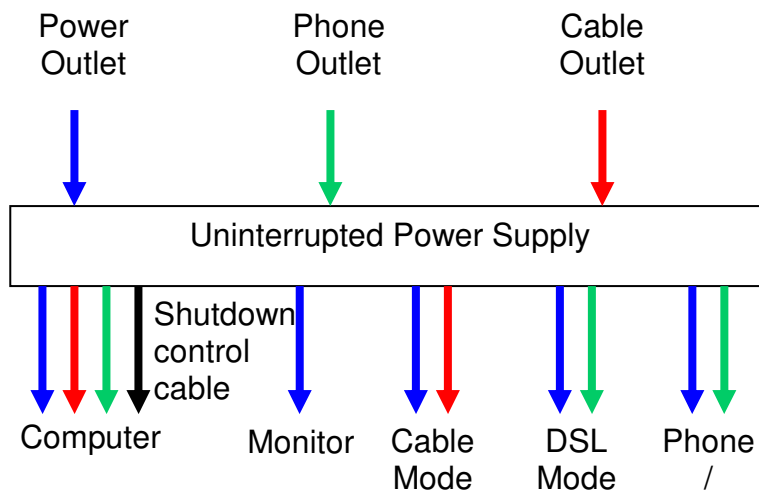 Power
Outlet
Phone
Outlet
Cable
Outlet
Uninterrupted Power Supply
Shutdown
control
cable
Computer
Monitor
Cable
Mode
DSL
Mode
Phone
/